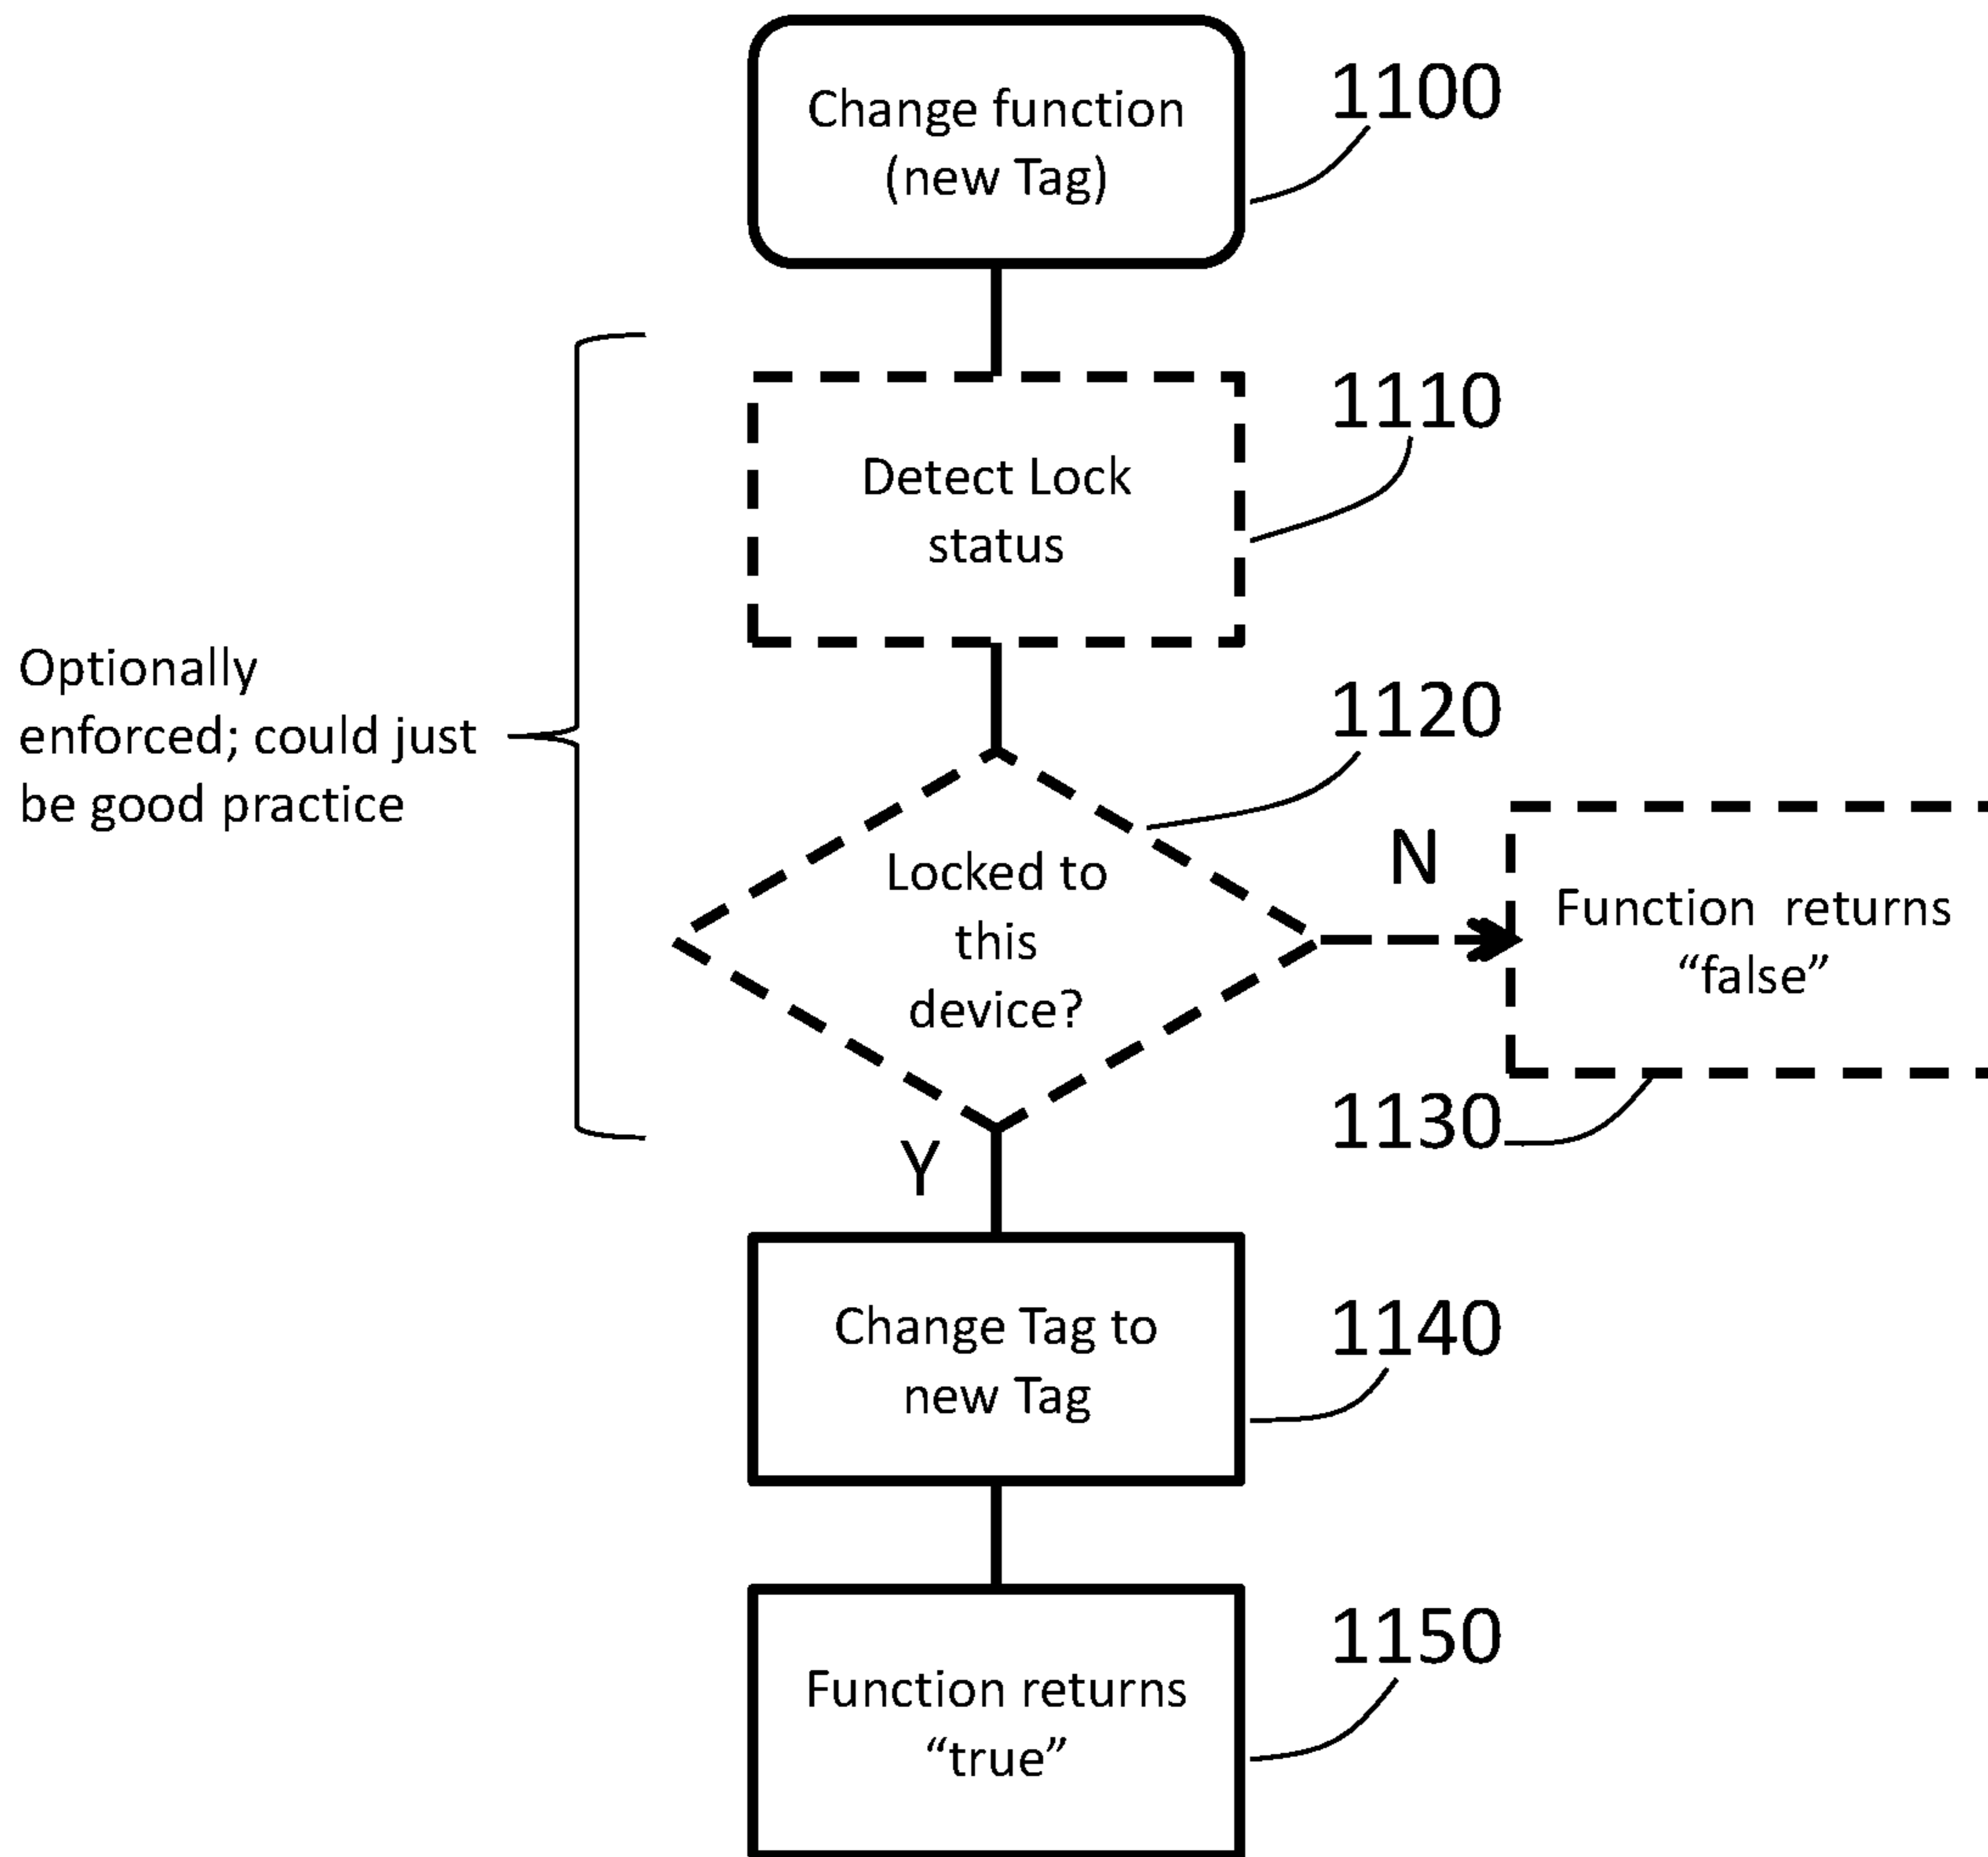 Change function
(new Tag)
1100
1110
Detect Lock
status
Optionally
enforced; could just
be good practice
1120
Locked to
this
device?
N
Function returns
“false”
1130
Y
Change Tag to
new Tag
1140
1150
Function returns
“true”